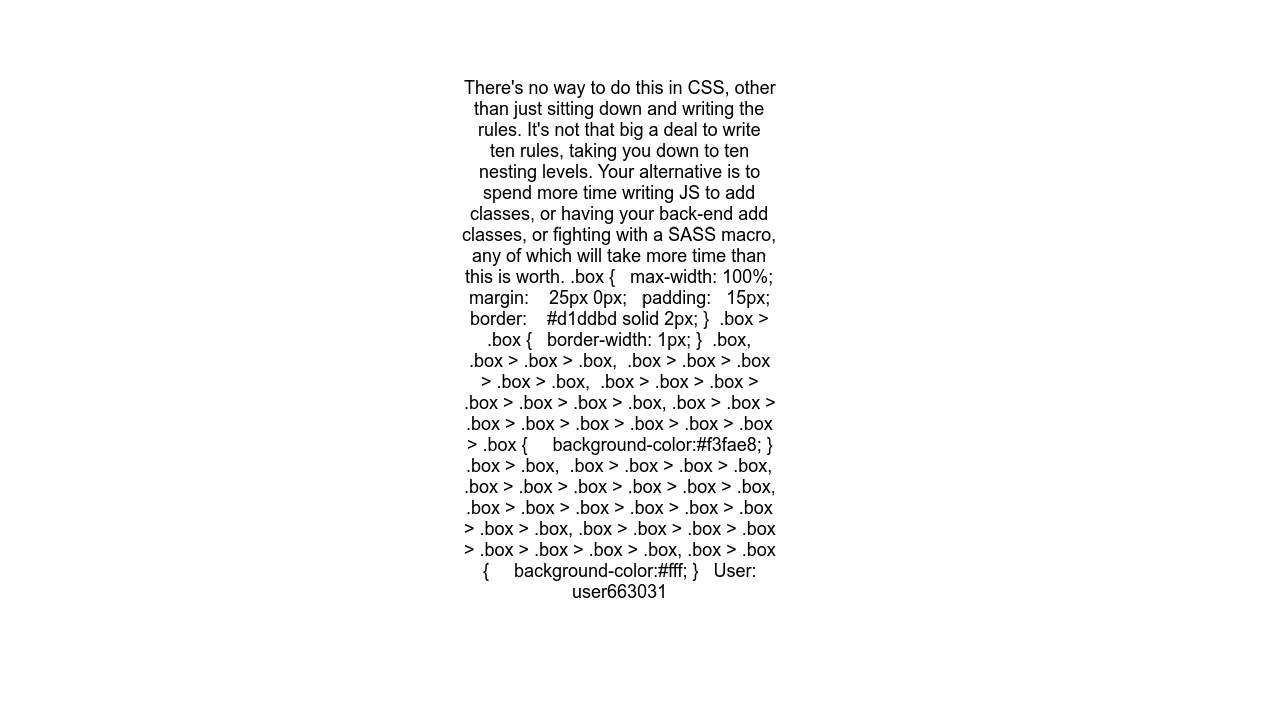 There's no way to do this in CSS, other
than just sitting down and writing the
rules. It's not that big a deal to write
ten rules, taking you down to ten
nesting levels. Your alternative is to
spend more time writing JS to add
classes, or having your back-end add
classes, or fighting with a SASS macro,
any of which will take more time than
this is worth. .box {   max-width: 100%;
margin:    25px 0px;   padding:   15px;
border:    #d1ddbd solid 2px; }  .box >
.box {   border-width: 1px; }  .box,
.box > .box > .box,  .box > .box > .box
> .box > .box,  .box > .box > .box >
.box > .box > .box > .box, .box > .box >
.box > .box > .box > .box > .box > .box
> .box {     background-color:#f3fae8; }
.box > .box,  .box > .box > .box > .box,
.box > .box > .box > .box > .box > .box,
.box > .box > .box > .box > .box > .box
> .box > .box, .box > .box > .box > .box
> .box > .box > .box > .box, .box > .box
{     background-color:#fff; }   User:
user663031